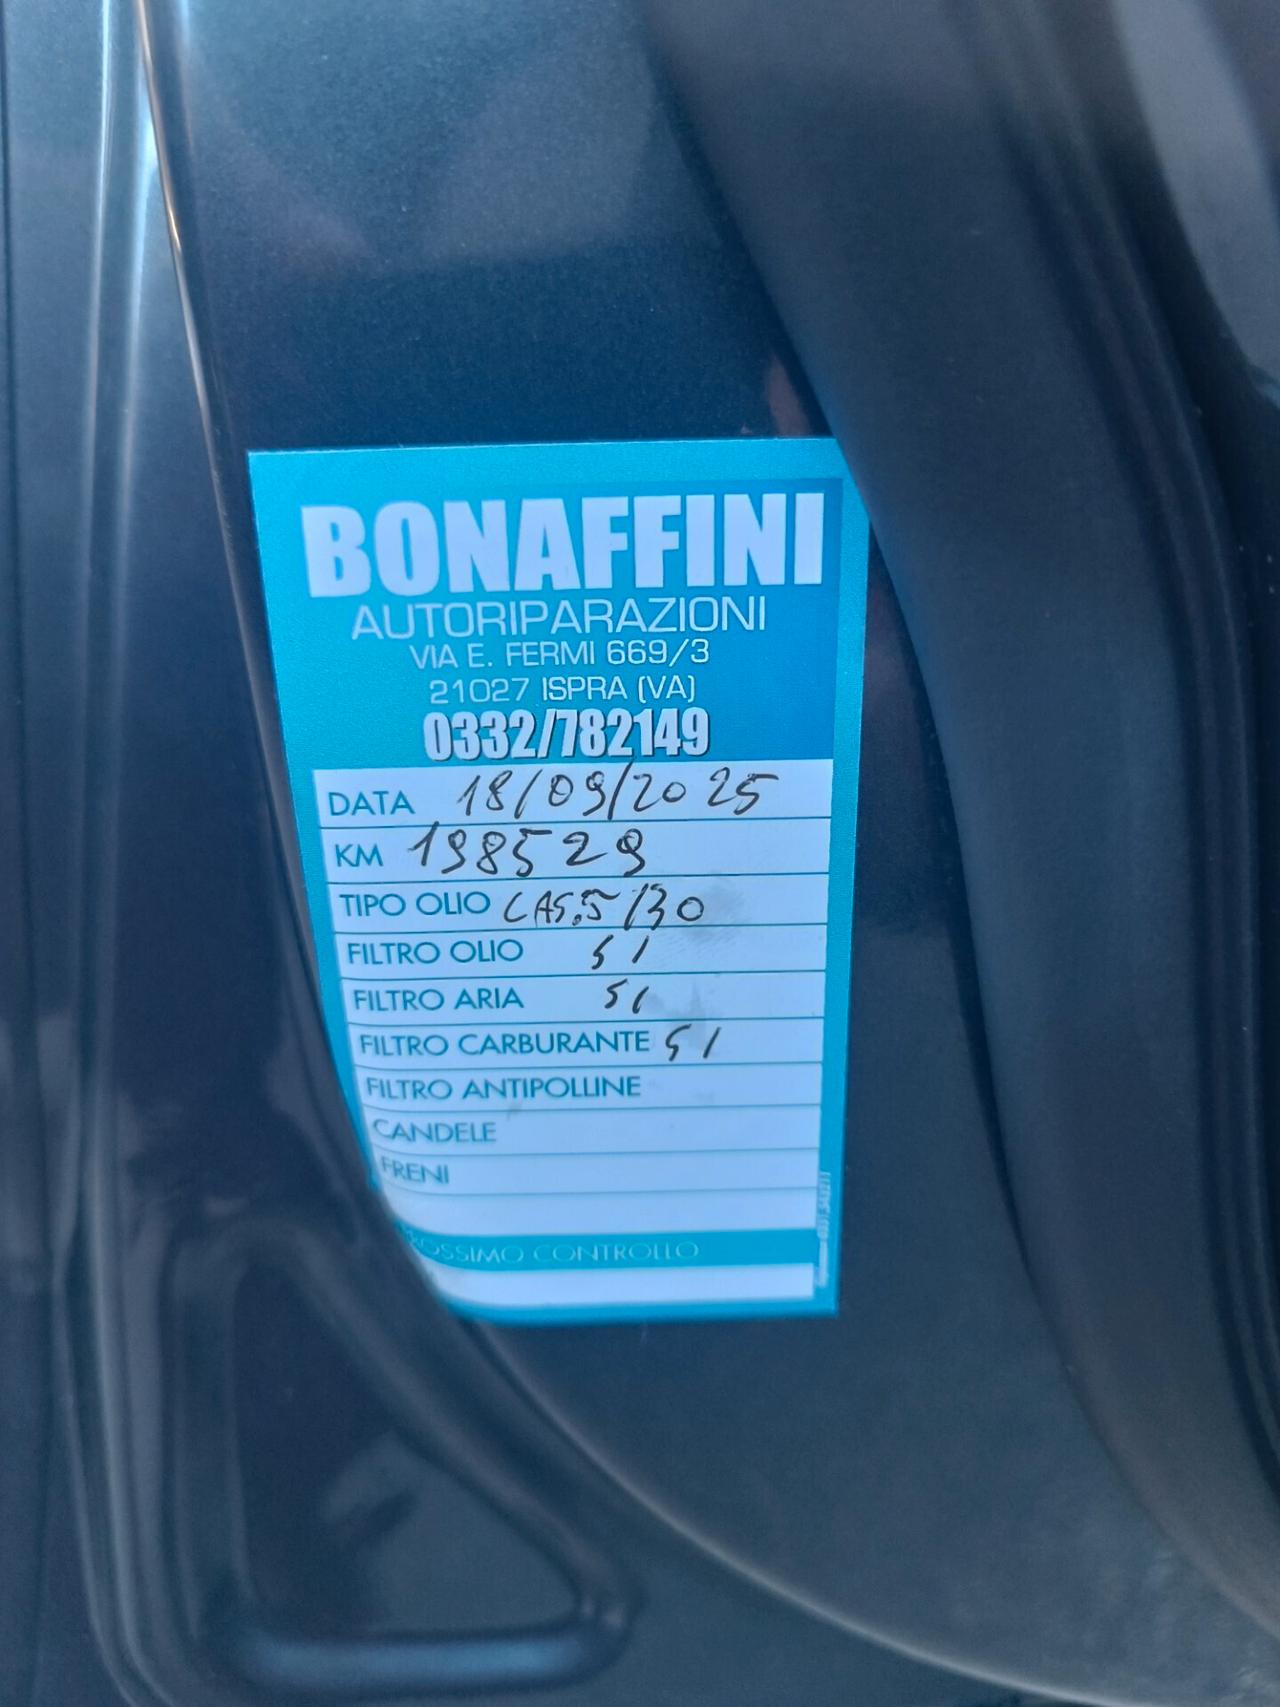 BONAFFINI
AUTORIPARAZIONI
VIA E. FERMI 669/3
21027 ISPRA (VA)
0332/782149
DATA 18/09/2025
KM 198529
TIPO OLIO CAS.5/30
FILTRO OLIO SI
FILTRO ARIA SI
FILTRO CARBURANTE SI
FILTRO ANTIPOLLINE
CANDELE
FRENI
PROSSIMO CONTROLLO